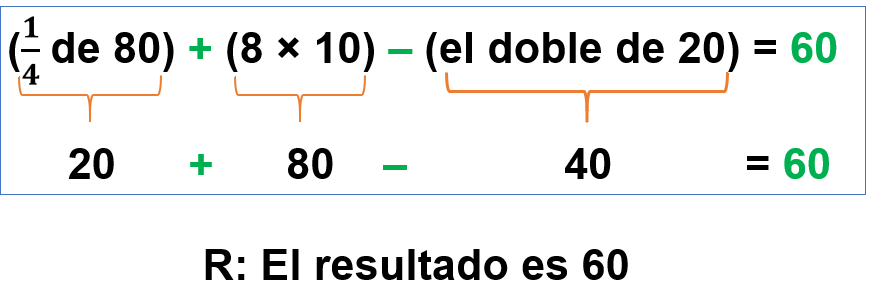 (1/4 de 80) + (8 × 10) – (el doble de 20) = 60
20 + 80 – 40 = 60
R: El resultado es 60